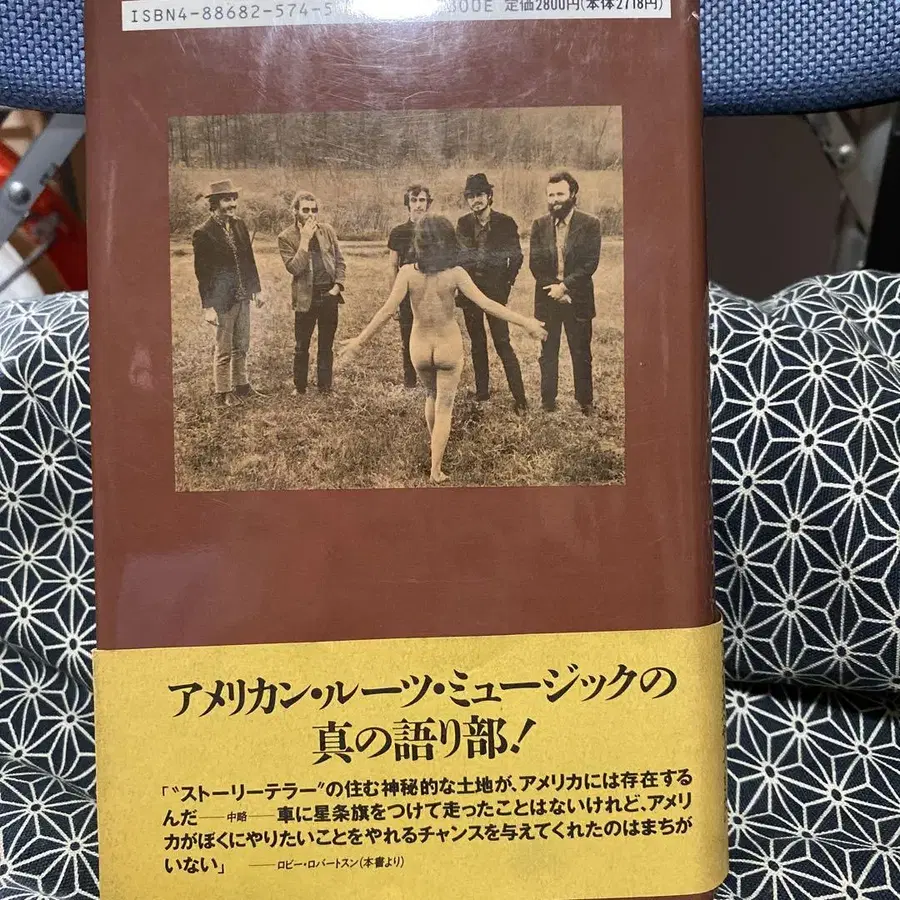 ISBN4-88682-574-5 00E 定価2800円(本体2718円)
アメリカン・ルーツ・ミュージックの
真の語り部!
「〝ストーリーテラー〟の住む神秘的な土地が、アメリカには存在する
んだ——中略——車に星条旗をつけて走ったことはないけれど、アメリ
カがぼくにやりたいことをやれるチャンスを与えてくれたのはまちが
いない」 ——ロビー・ロバートスン(本書より)